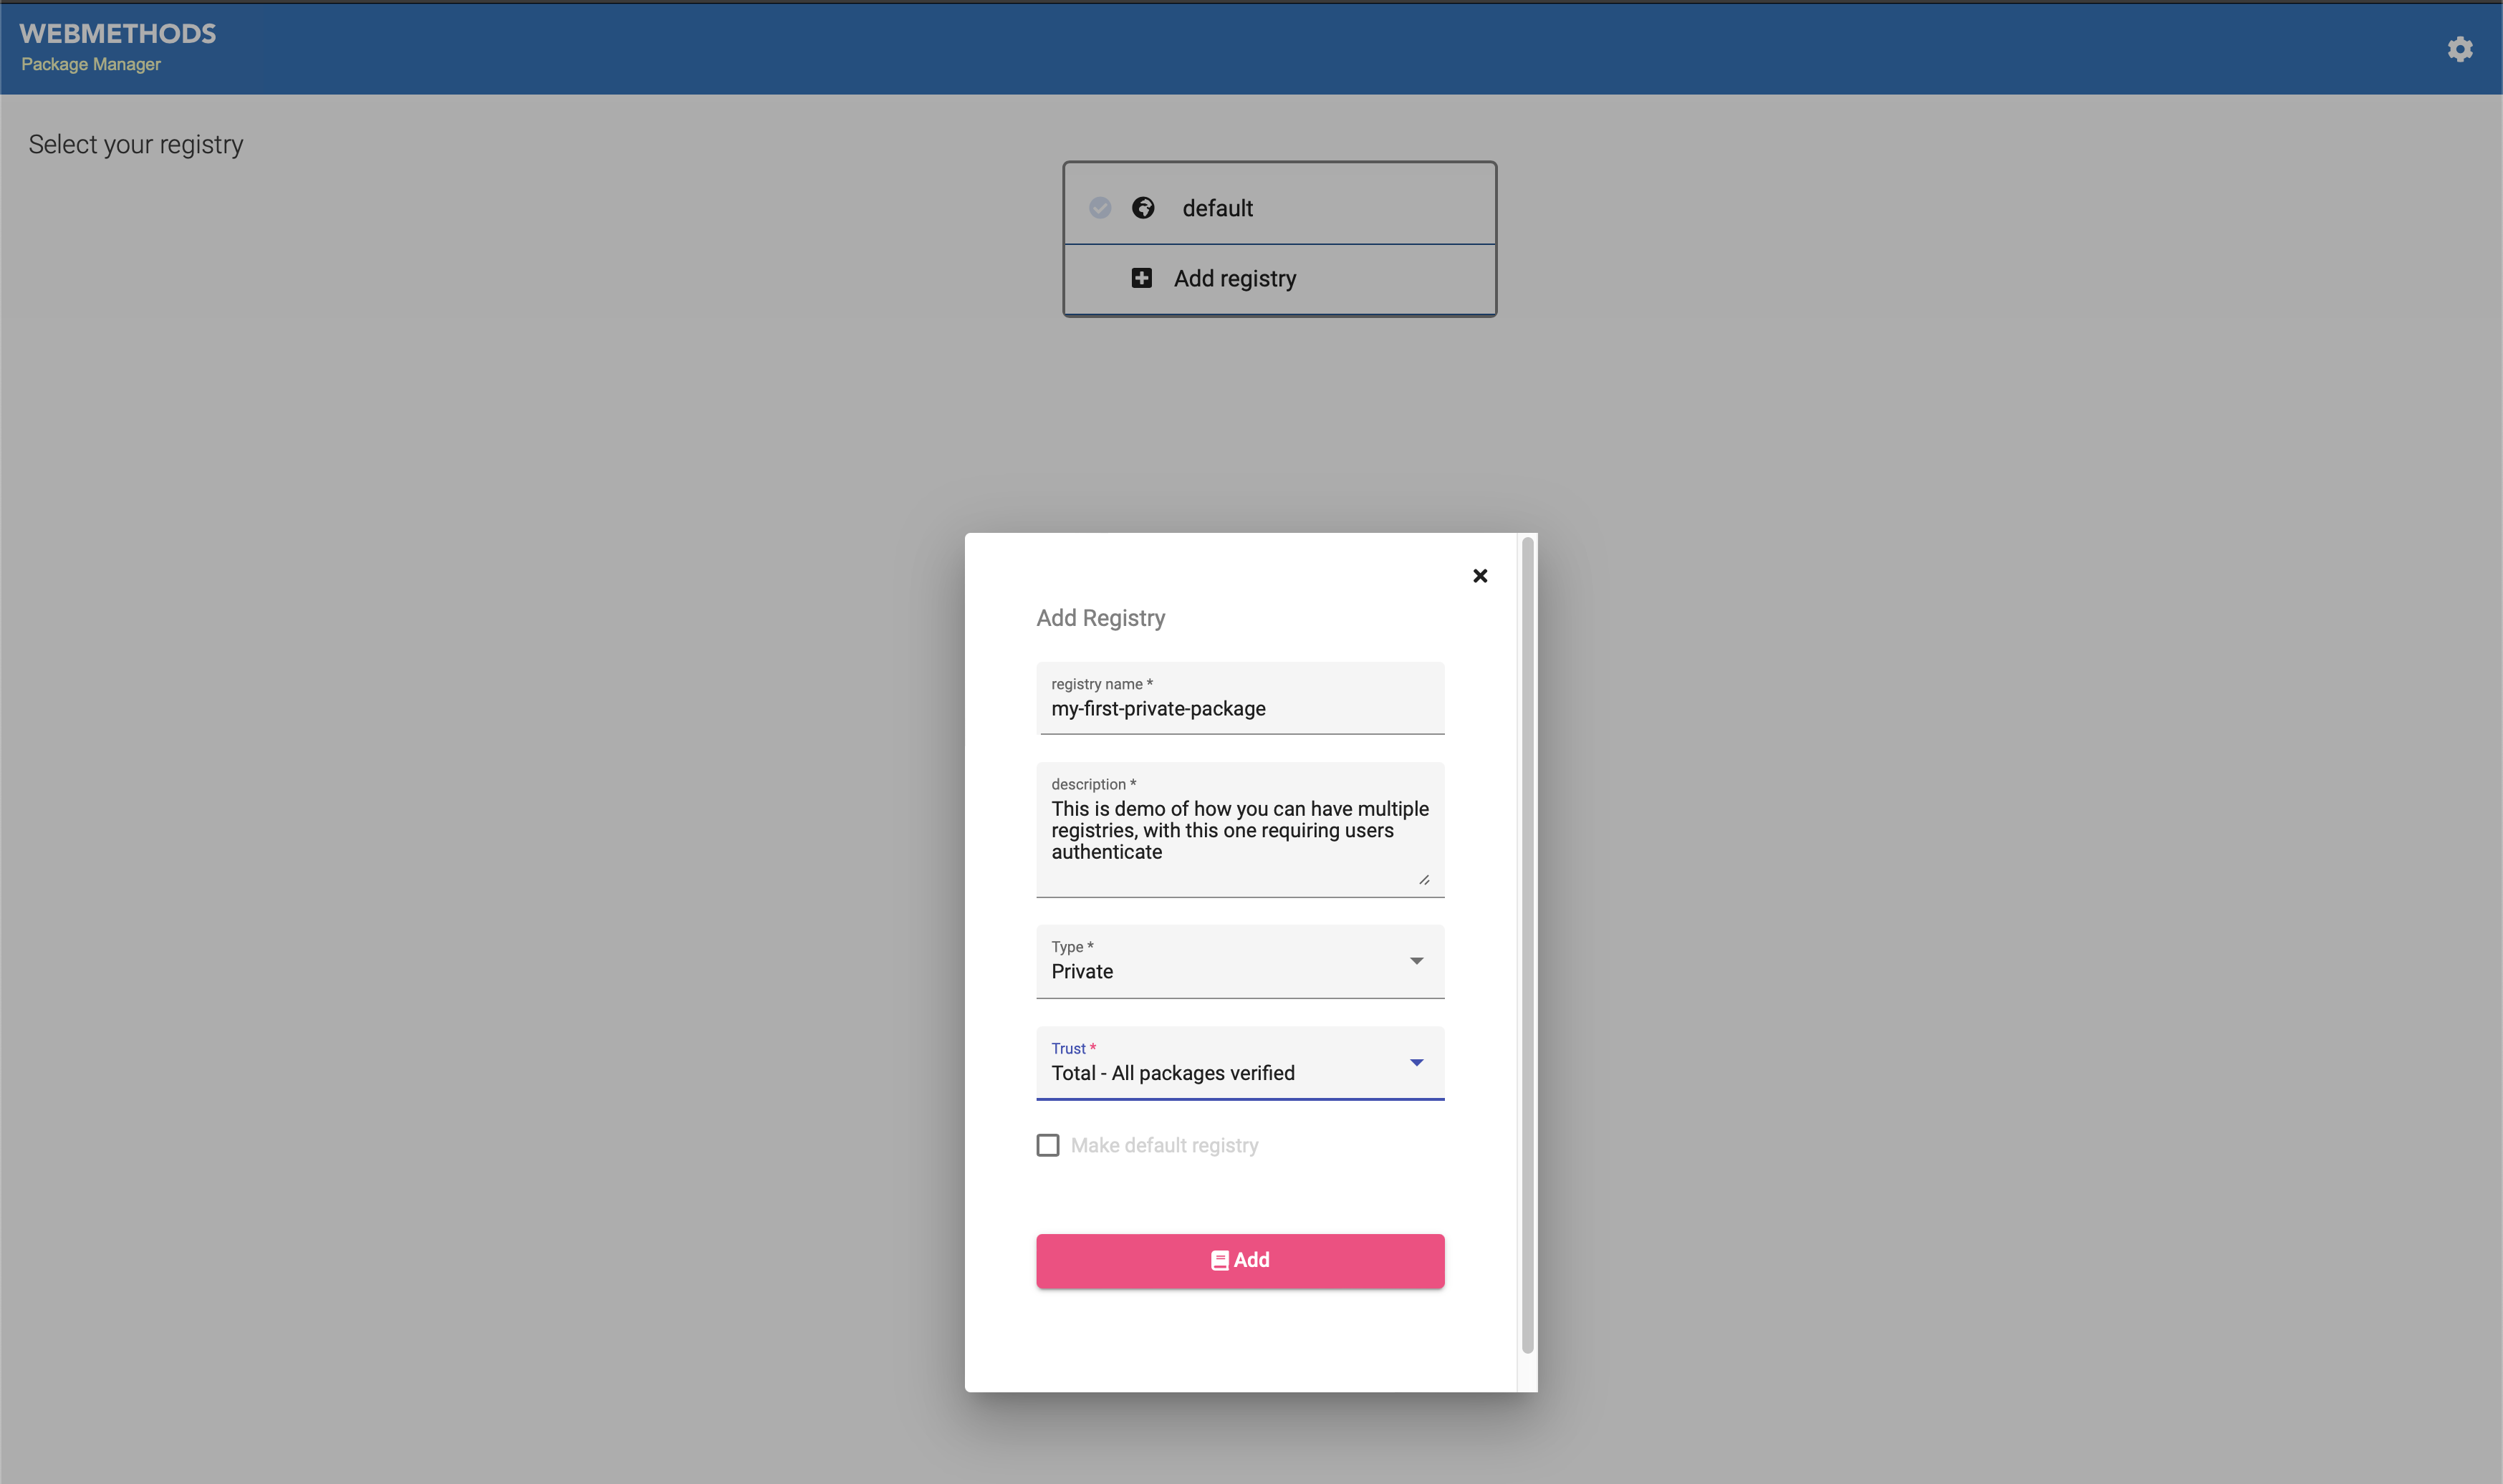 WEBMETHODS
Package Manager
Select your registry
default
Add registry
Add Registry
registry name *
my-first-private-package
description *
This is demo of how you can have multiple
registries, with this one requiring users
authenticate
Type *
Private
Trust *
Total - All packages verified
Make default registry
Add